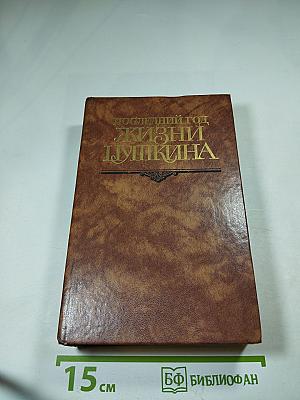 ПОСЛЕДНИЙ ГОД
ЖИЗНИ
ПУШКИНА
15 см
БФ БИБЛИОФАН